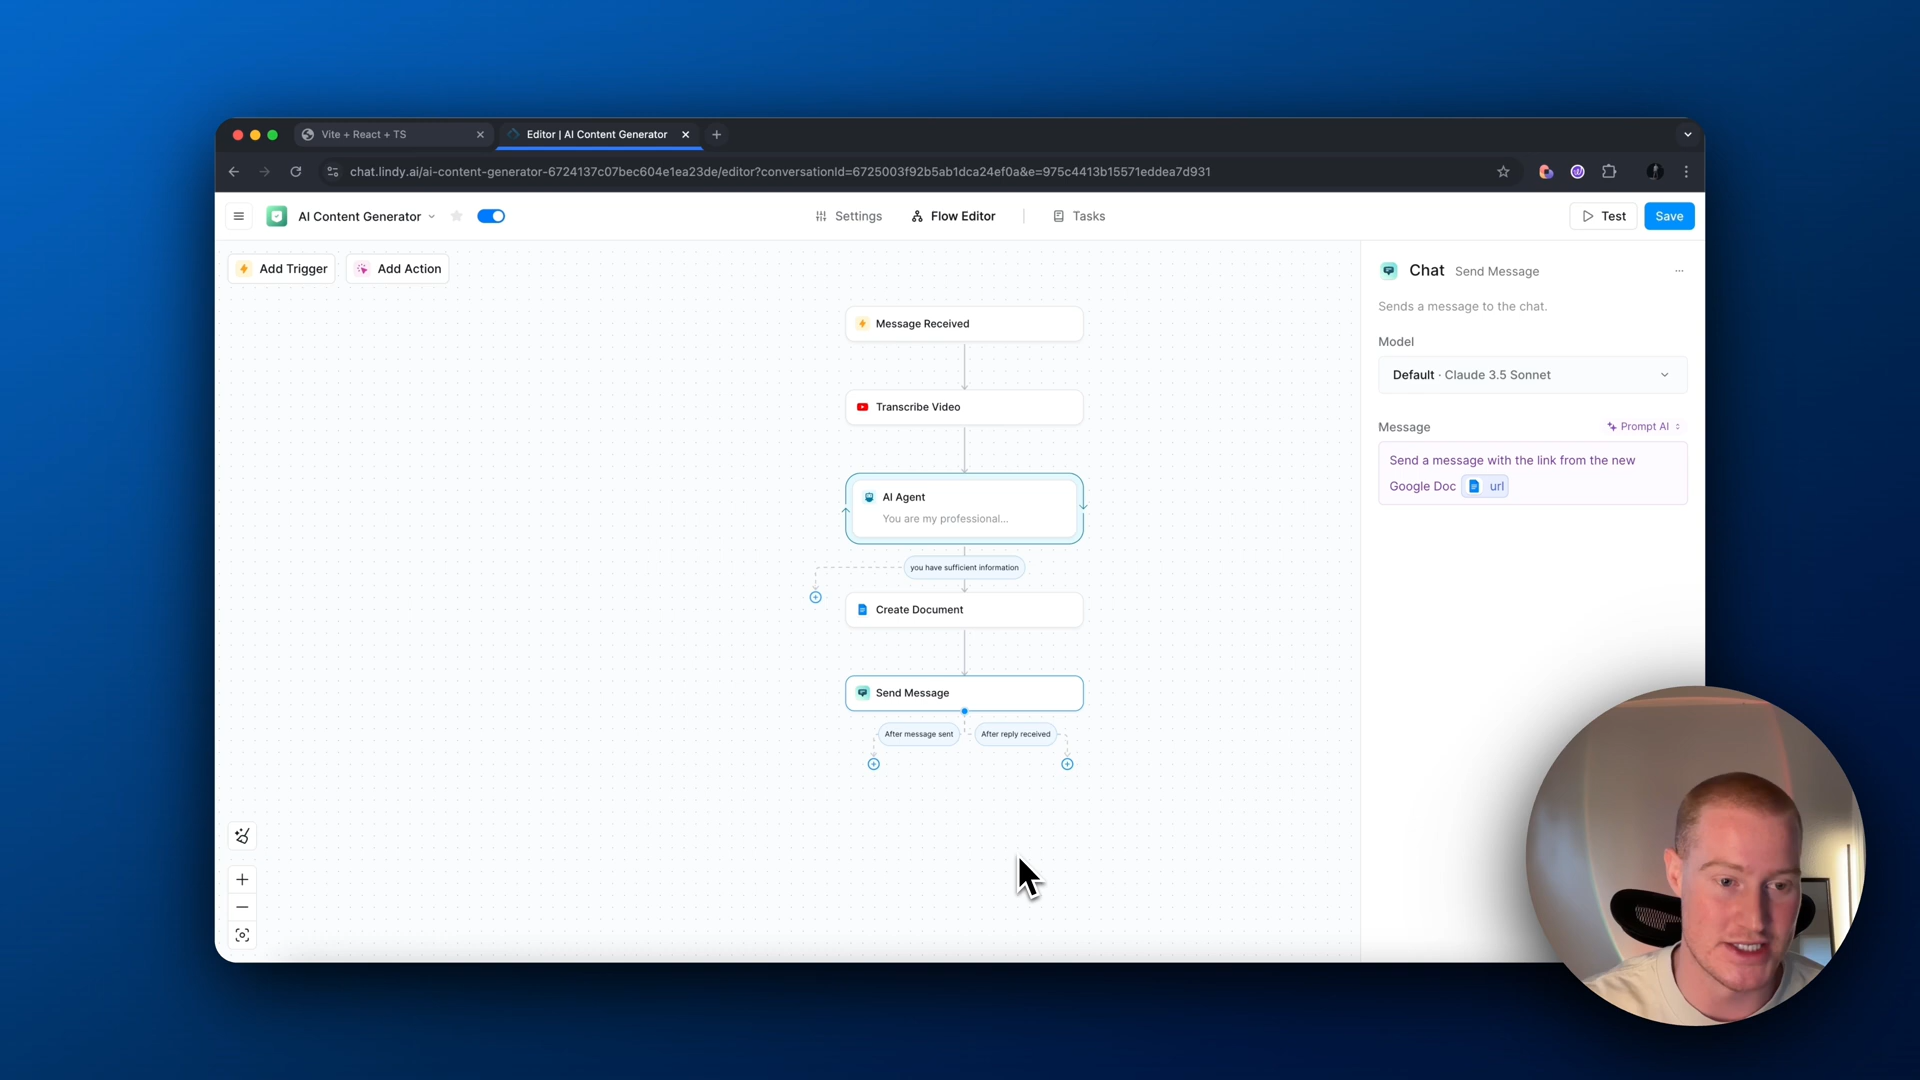 Vite + React + TS
Editor | AI Content Generator
chat.lindy.ai/ai-content-generator-6724137c07bec604e1ea23de/editor?conversationId=6725003f92b5ab1dca24ef0a&e=975c4413b15571eddea7d931
AI Content Generator
Settings
Flow Editor
Tasks
Test
Save
Add Trigger
Add Action
Message Received
Transcribe Video
AI Agent
You are my professional...
you have sufficient information
Create Document
Send Message
After message sent
After reply received
Chat Send Message
Sends a message to the chat.
Model
Default · Claude 3.5 Sonnet
Message
Prompt AI
Send a message with the link from the new
Google Doc url